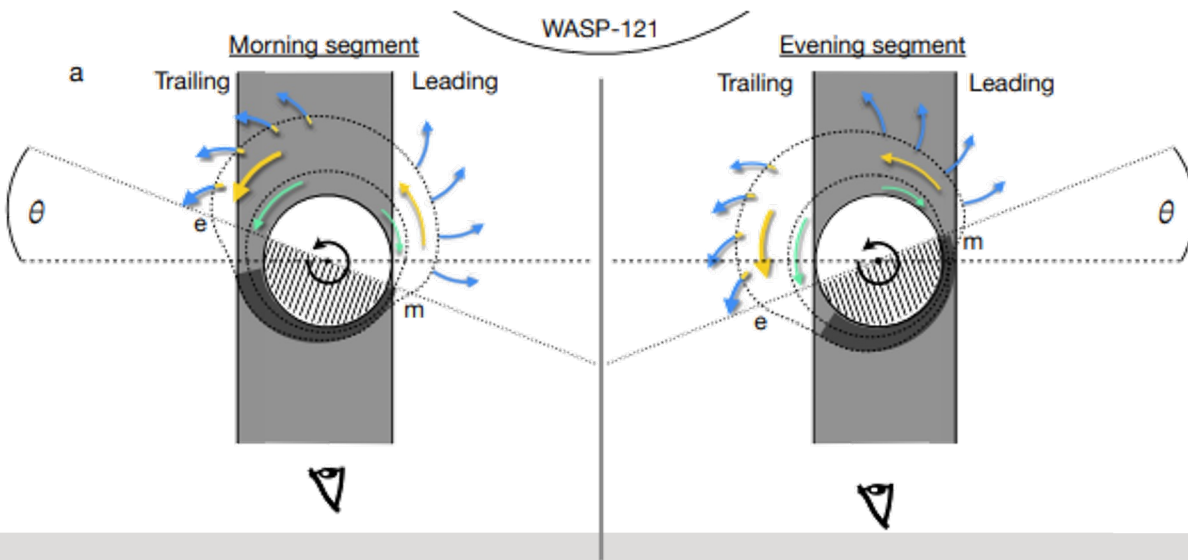 WASP-121
Morning segment
Evening segment
a
Trailing
Leading
Trailing
Leading
θ
e
m
θ
m
e